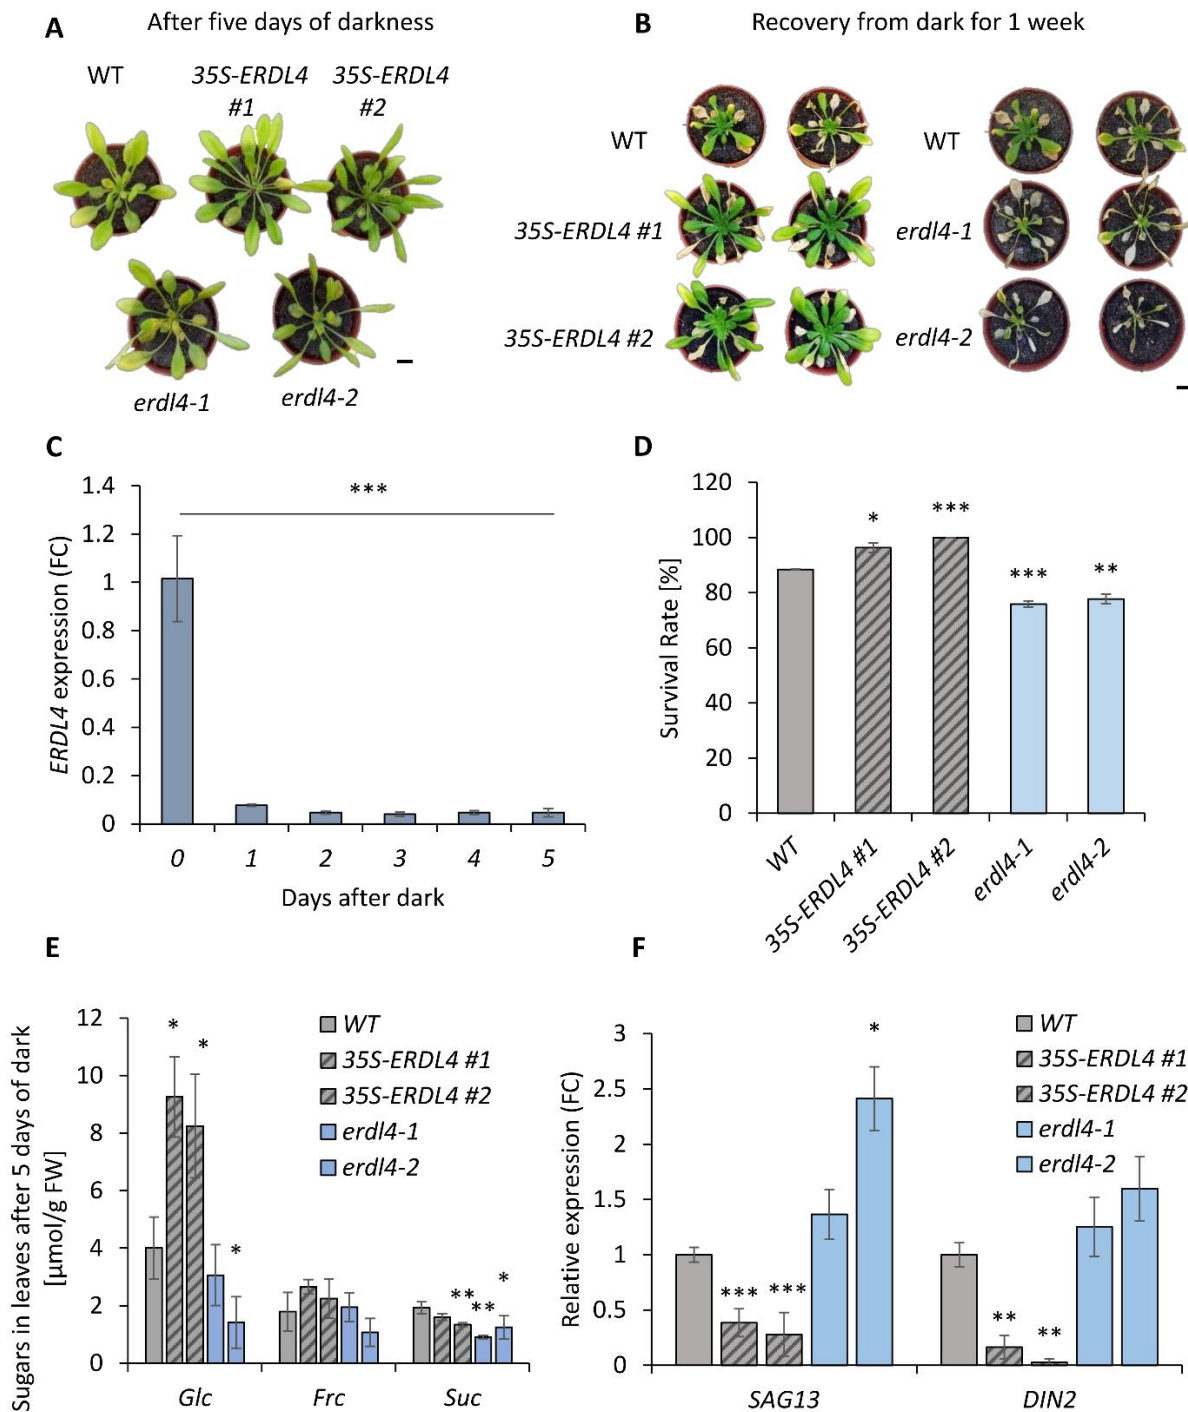 A
After five days of darkness
WT
35S-ERDL4
#1
35S-ERDL4
#2
erdl4-1
erdl4-2
B
Recovery from dark for 1 week
WT
35S-ERDL4 #1
35S-ERDL4 #2
WT
erdl4-1
erdl4-2
C
ERDL4 expression (FC)
1.4
1.2
1
0.8
0.6
0.4
0.2
0
***
0 1 2 3 4 5
Days after dark
D
Survival Rate [%]
120
100
80
60
40
20
0
* *** *** **
WT
35S-ERDL4 #1
35S-ERDL4 #2
erdl4-1
erdl4-2
E
Sugars in leaves after 5 days of dark
[µmol/g FW]
12
10
8
6
4
2
0
* * * ** ** *
WT
35S-ERDL4 #1
35S-ERDL4 #2
erdl4-1
erdl4-2
Glc Frc Suc
F
Relative expression (FC)
3
2.5
2
1.5
1
0.5
0
*** *** * ** **
WT
35S-ERDL4 #1
35S-ERDL4 #2
erdl4-1
erdl4-2
SAG13 DIN2